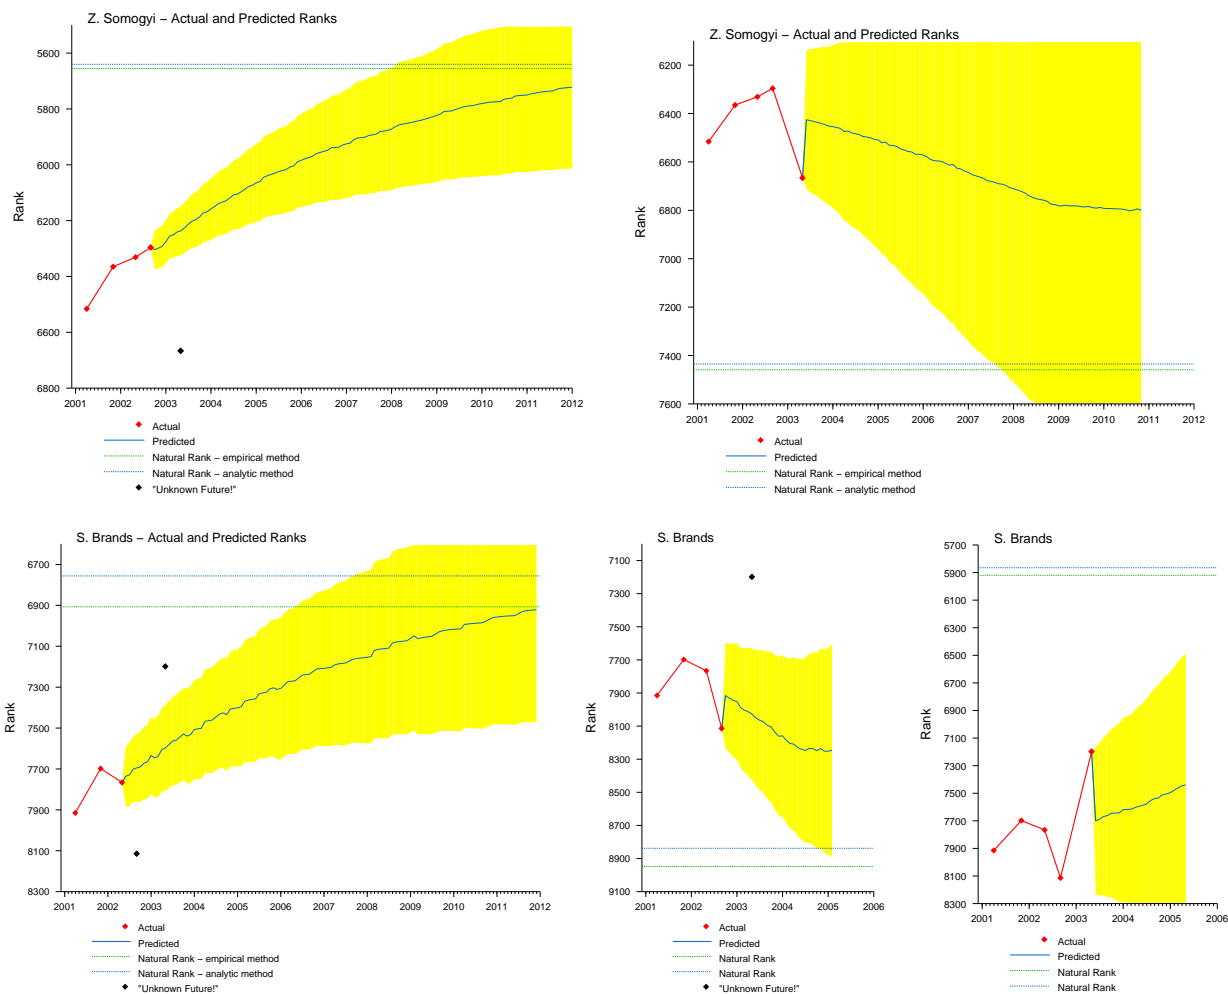 Z. Somogyi – Actual and Predicted Ranks
Rank
5600
5800
6000
6200
6400
6600
6800
2001 2002 2003 2004 2005 2006 2007 2008 2009 2010 2011 2012
Actual
Predicted
Natural Rank – empirical method
Natural Rank – analytic method
"Unknown Future!"
Z. Somogyi – Actual and Predicted Ranks
Rank
6200
6400
6600
6800
7000
7200
7400
7600
2001 2002 2003 2004 2005 2006 2007 2008 2009 2010 2011 2012
Actual
Predicted
Natural Rank – empirical method
Natural Rank – analytic method
S. Brands – Actual and Predicted Ranks
Rank
6700
6900
7100
7300
7500
7700
7900
8100
8300
2001 2002 2003 2004 2005 2006 2007 2008 2009 2010 2011 2012
Actual
Predicted
Natural Rank – empirical method
Natural Rank – analytic method
"Unknown Future!"
S. Brands
Rank
7100
7300
7500
7700
7900
8100
8300
8500
8700
8900
9100
2001 2002 2003 2004 2005 2006
Actual
Predicted
Natural Rank
Natural Rank
"Unknown Future!"
S. Brands
Rank
5700
5900
6100
6300
6500
6700
6900
7100
7300
7500
7700
7900
8100
8300
2001 2002 2003 2004 2005 2006
Actual
Predicted
Natural Rank
Natural Rank